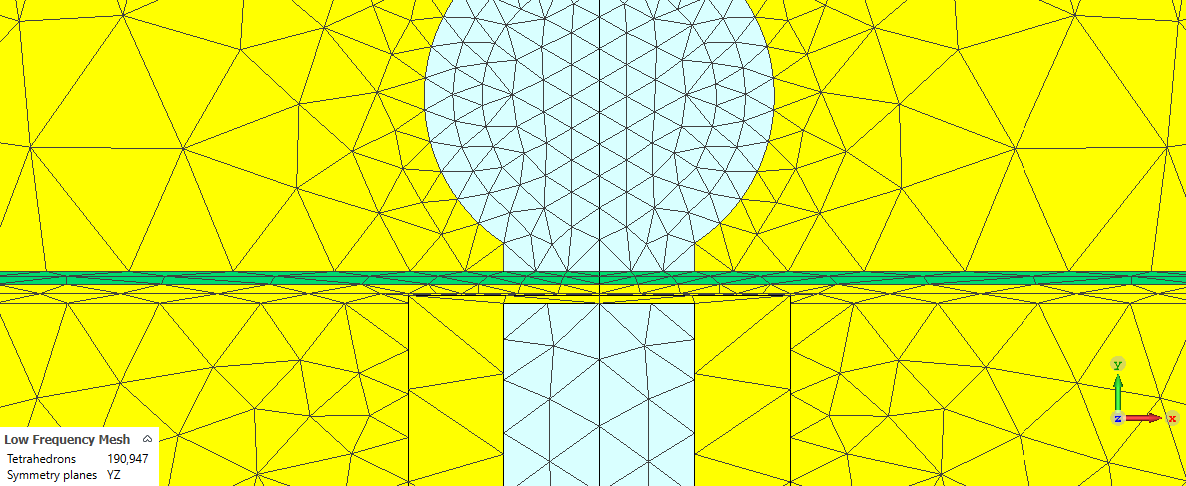 y
z x
Low Frequency Mesh
Tetrahedrons 190,947
Symmetry planes YZ